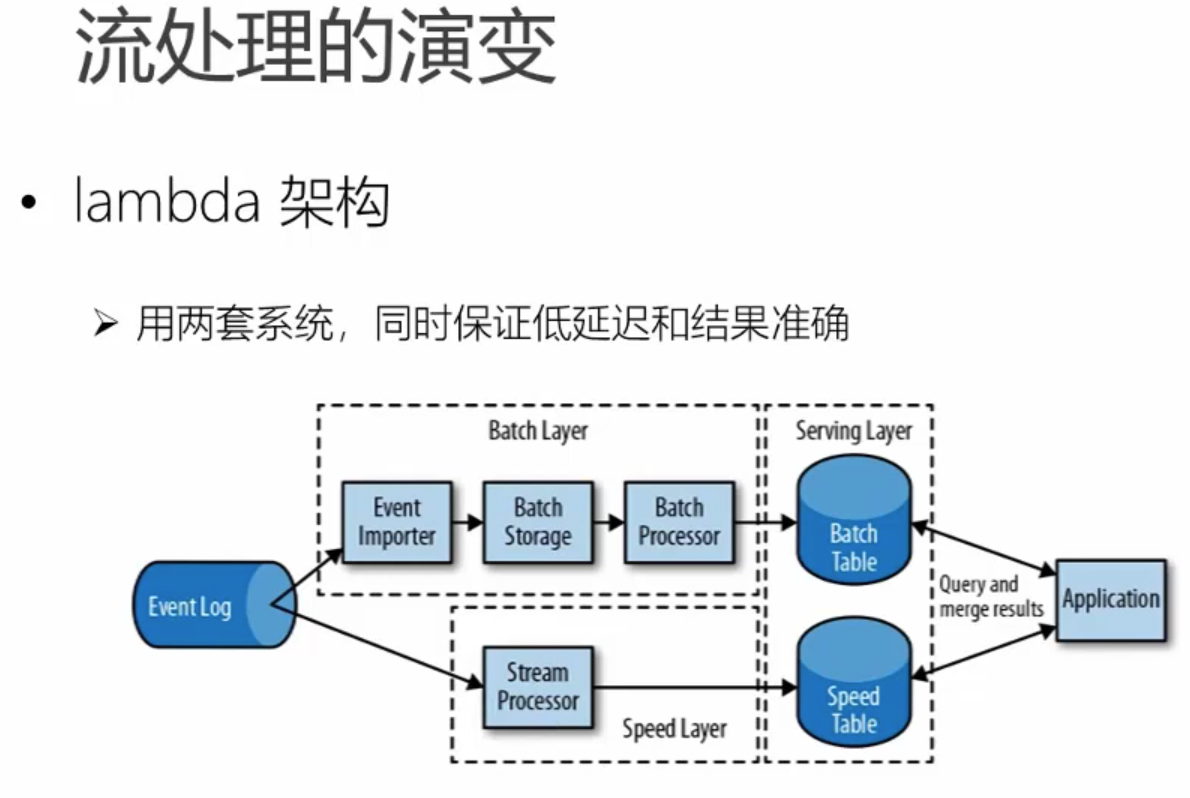 流处理的演变
• lambda 架构
➢ 用两套系统，同时保证低延迟和结果准确
Batch Layer
Serving Layer
Event
Importer
Batch
Storage
Batch
Processor
Batch
Table
Event Log
Query and
merge results
Application
Stream
Processor
Speed Layer
Speed
Table